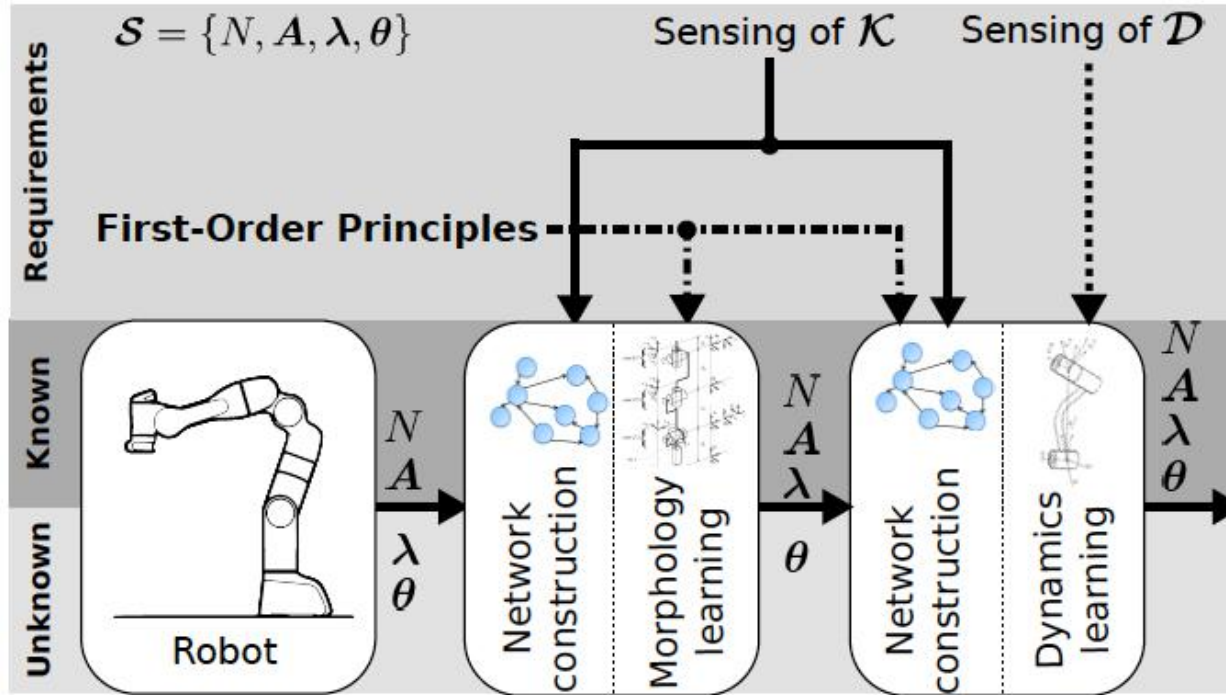 Requirements
𝓢 = {N, 𝑨, 𝝀, 𝜽}
Sensing of 𝓚
Sensing of 𝓓
First-Order Principles
Known
Unknown
Robot
N
𝑨
𝝀
𝜽
Network
construction
Morphology
learning
N
𝑨
𝝀
𝜽
Network
construction
Dynamics
learning
N
𝑨
𝝀
𝜽